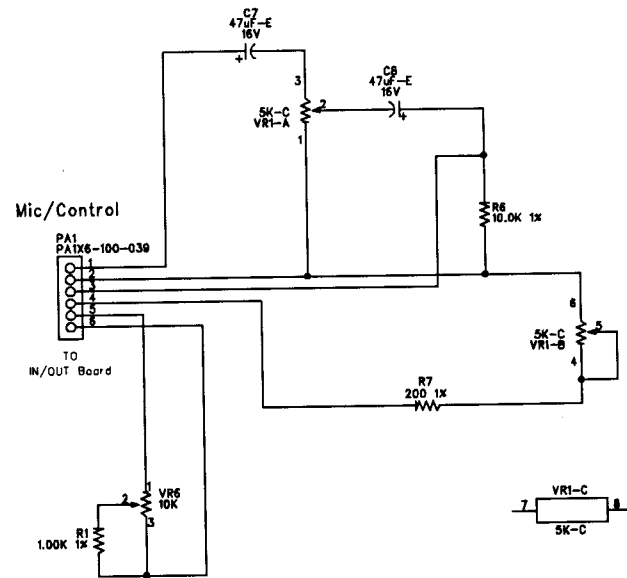 C7
47uF-E
16V
+
3
5K-C
VR1-A
2
1
C8
47uF-E
16V
+
R6
10.0K 1%
Mic/Control
PA1
PA1X6-100-039
1
2
3
4
5
6
TO
IN/OUT Board
6
5K-C
VR1-B
5
4
R7
200 1%
1
2
VR6
10K
3
R1
1.00K 1%
VR1-C
7
8
5K-C